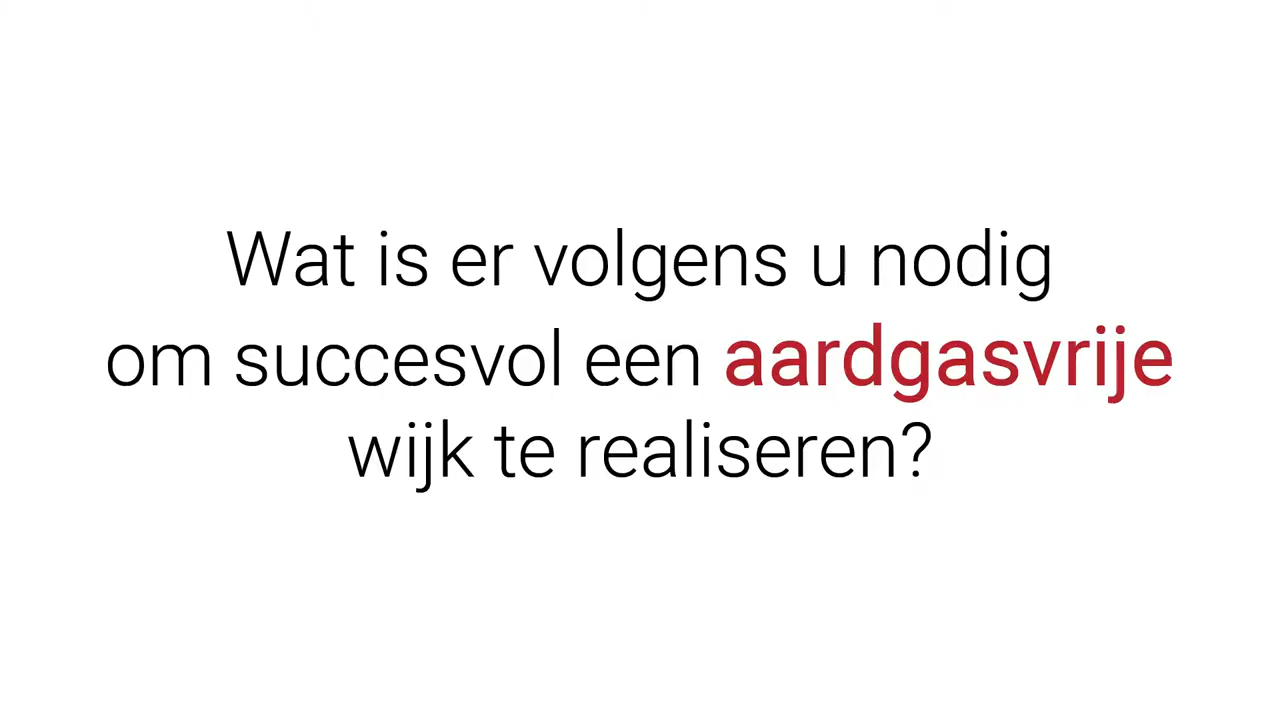 Wat is er volgens u nodig
om succesvol een aardgasvrije
wijk te realiseren?